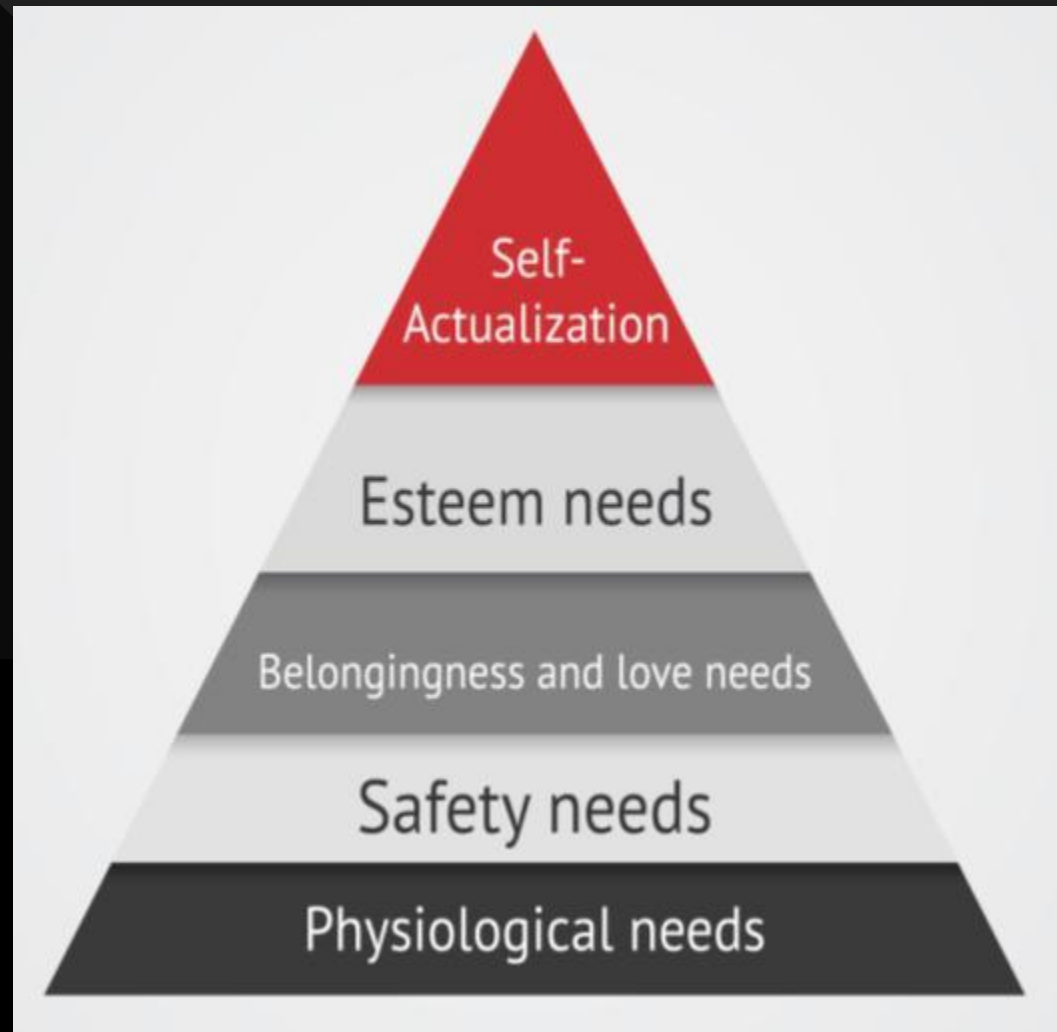 Self-
Actualization
Esteem needs
Belongingness and love needs
Safety needs
Physiological needs